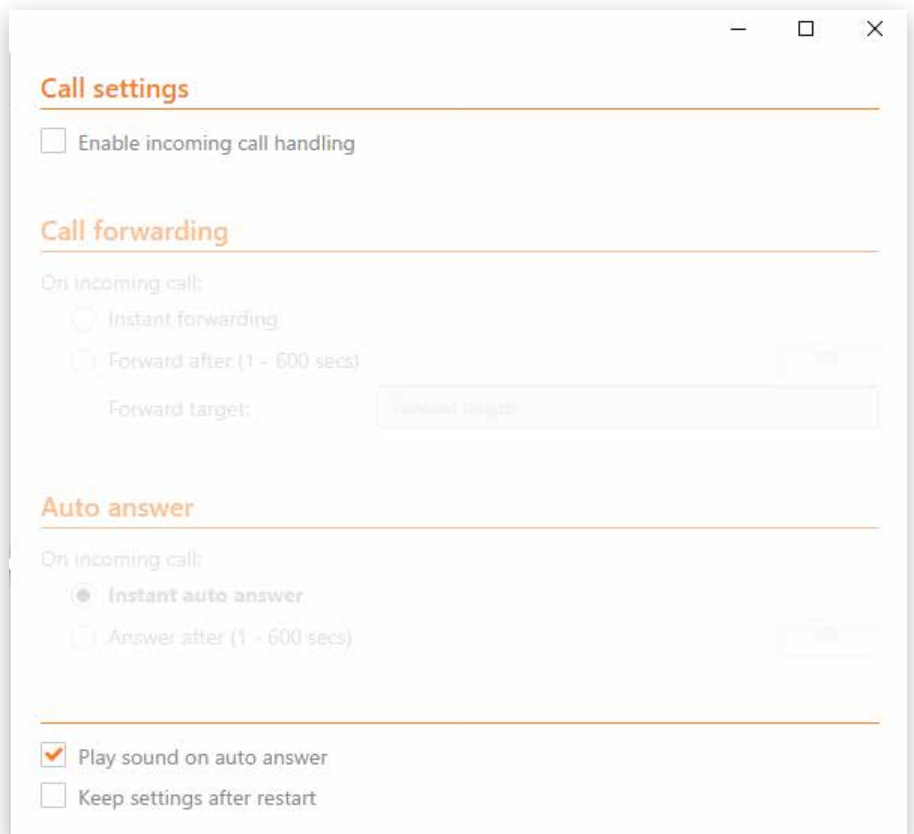 Call settings
Enable incoming call handling
Call forwarding
On incoming call:
Instant forwarding
Forward after (1 - 600 secs)
Forward target:
Forward target
Auto answer
On incoming call:
Instant auto answer
Answer after (1 - 600 secs)
Play sound on auto answer
Keep settings after restart